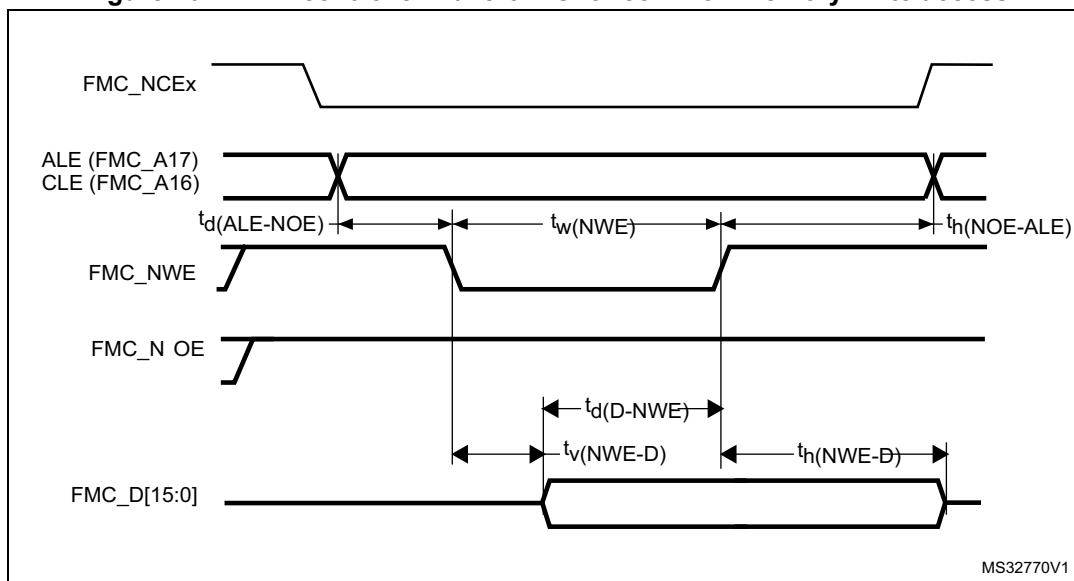 FMC_NCEx
ALE (FMC_A17)
CLE (FMC_A16)
td(ALE-NOE)
tw(NWE)
th(NOE-ALE)
FMC_NWE
FMC_N OE
td(D-NWE)
tv(NWE-D)
th(NWE-D)
FMC_D[15:0]
MS32770V1